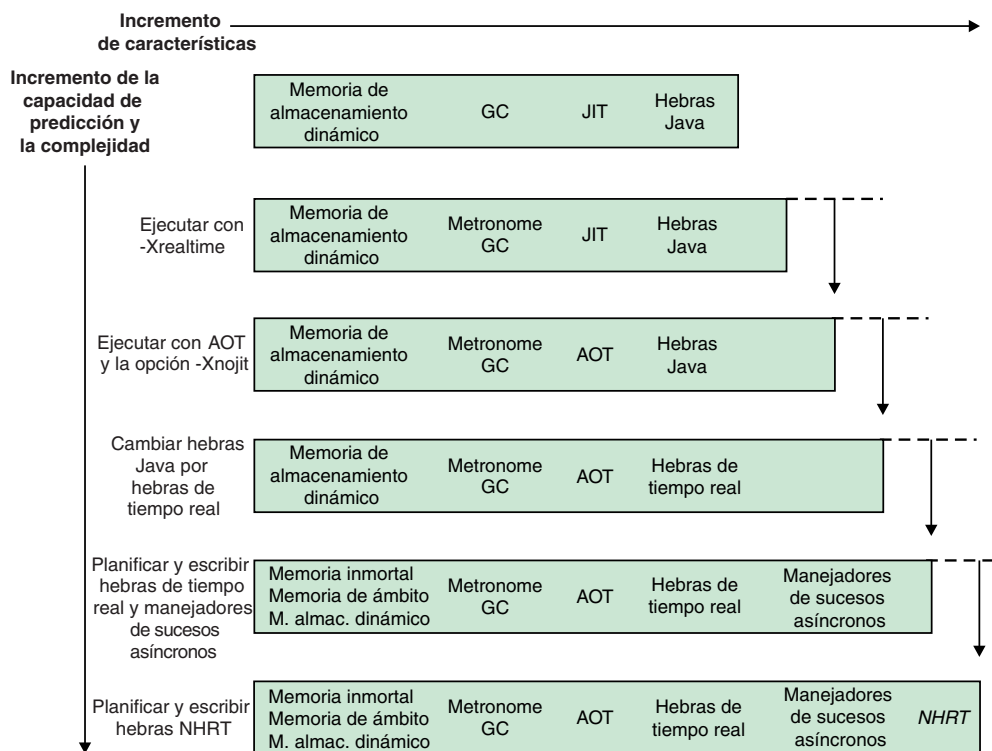 Incremento
de características
Incremento de la
capacidad de
predicción y
la complejidad
Memoria de
almacenamiento
dinámico
GC
JIT
Hebras
Java
Ejecutar con
-Xrealtime
Memoria de
almacenamiento
dinámico
Metronome
GC
JIT
Hebras
Java
Ejecutar con AOT
y la opción -Xnojit
Memoria de
almacenamiento
dinámico
Metronome
GC
AOT
Hebras
Java
Cambiar hebras
Java por
hebras de
tiempo real
Memoria de
almacenamiento
dinámico
Metronome
GC
AOT
Hebras de
tiempo real
Planificar y escribir
hebras de tiempo
real y manejadores
de sucesos
asíncronos
Memoria inmortal
Memoria de ámbito
M. almac. dinámico
Metronome
GC
AOT
Hebras de
tiempo real
Manejadores
de sucesos
asíncronos
Planificar y escribir
hebras NHRT
Memoria inmortal
Memoria de ámbito
M. almac. dinámico
Metronome
GC
AOT
Hebras de
tiempo real
Manejadores
de sucesos
asíncronos
NHRT